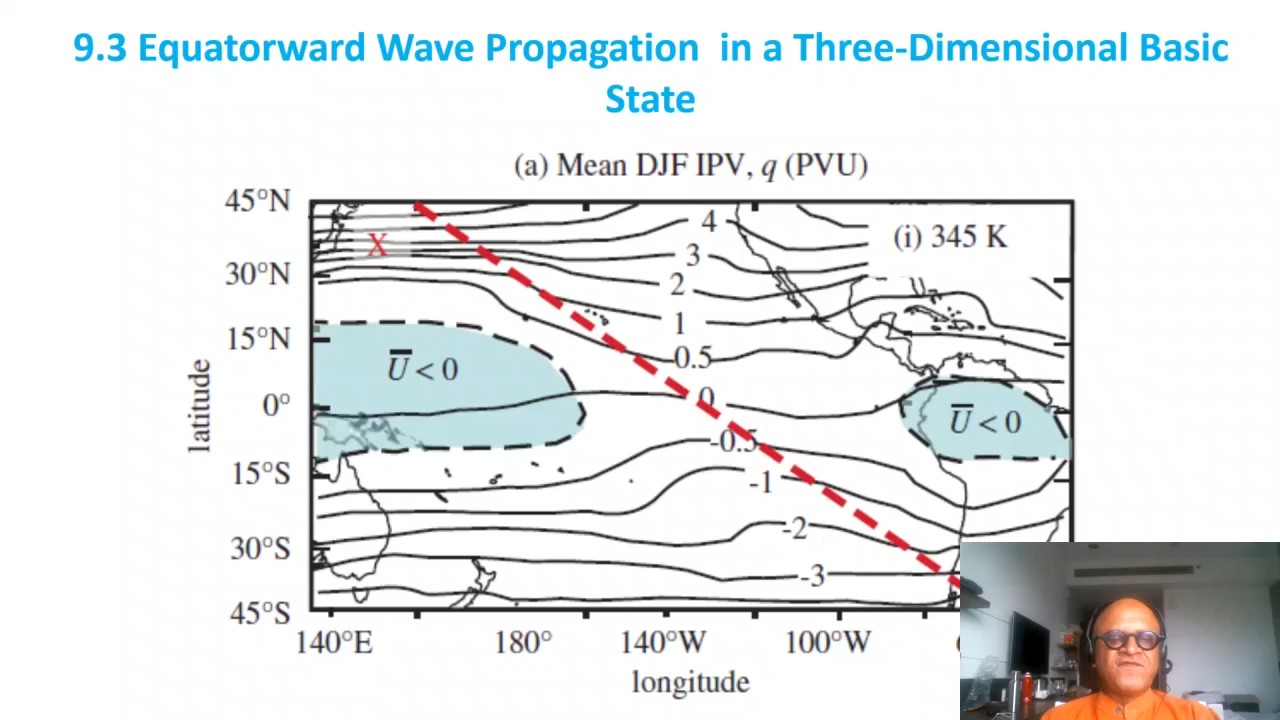 9.3 Equatorward Wave Propagation in a Three-Dimensional Basic
State
(a) Mean DJF IPV, q (PVU)
45°N
30°N
15°N
0°
15°S
30°S
45°S
latitude
X
4
(i) 345 K
3
2
1
0.5
0
-0.5
-1
-2
-3
U̅ < 0
U̅ < 0
140°E 180° 140°W 100°W
longitude